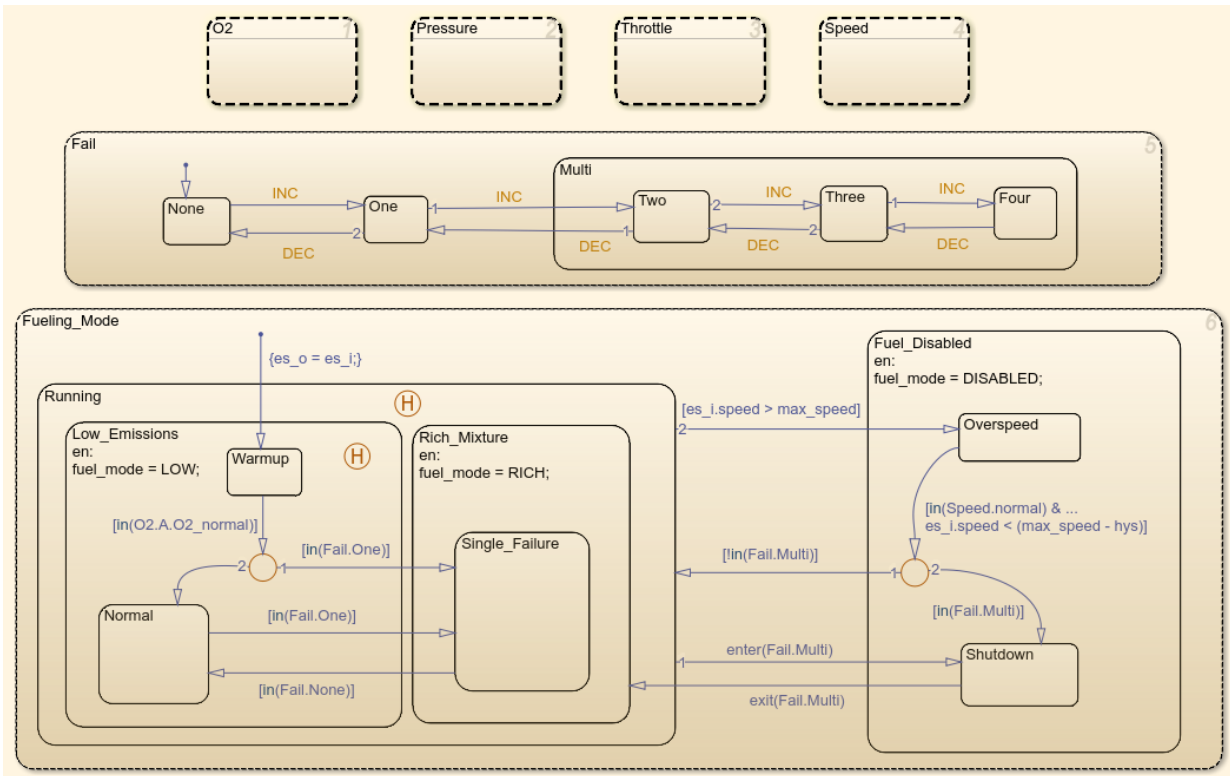 O2
1
Pressure
2
Throttle
3
Speed
4
Fail
5
None
INC
DEC
One
1
2
INC
DEC
Multi
Two
2
1
INC
DEC
Three
1
2
INC
DEC
Four
Fueling_Mode
6
{es_o = es_i;}
Running
H
Low_Emissions
en:
fuel_mode = LOW;
Warmup
H
[in(O2.A.O2_normal)]
2
1
[in(Fail.One)]
Normal
[in(Fail.One)]
[in(Fail.None)]
Rich_Mixture
en:
fuel_mode = RICH;
Single_Failure
[es_i.speed > max_speed]
2
[!in(Fail.Multi)]
1
enter(Fail.Multi)
exit(Fail.Multi)
Fuel_Disabled
en:
fuel_mode = DISABLED;
Overspeed
[in(Speed.normal) & ...
es_i.speed < (max_speed - hys)]
1
2
[in(Fail.Multi)]
Shutdown